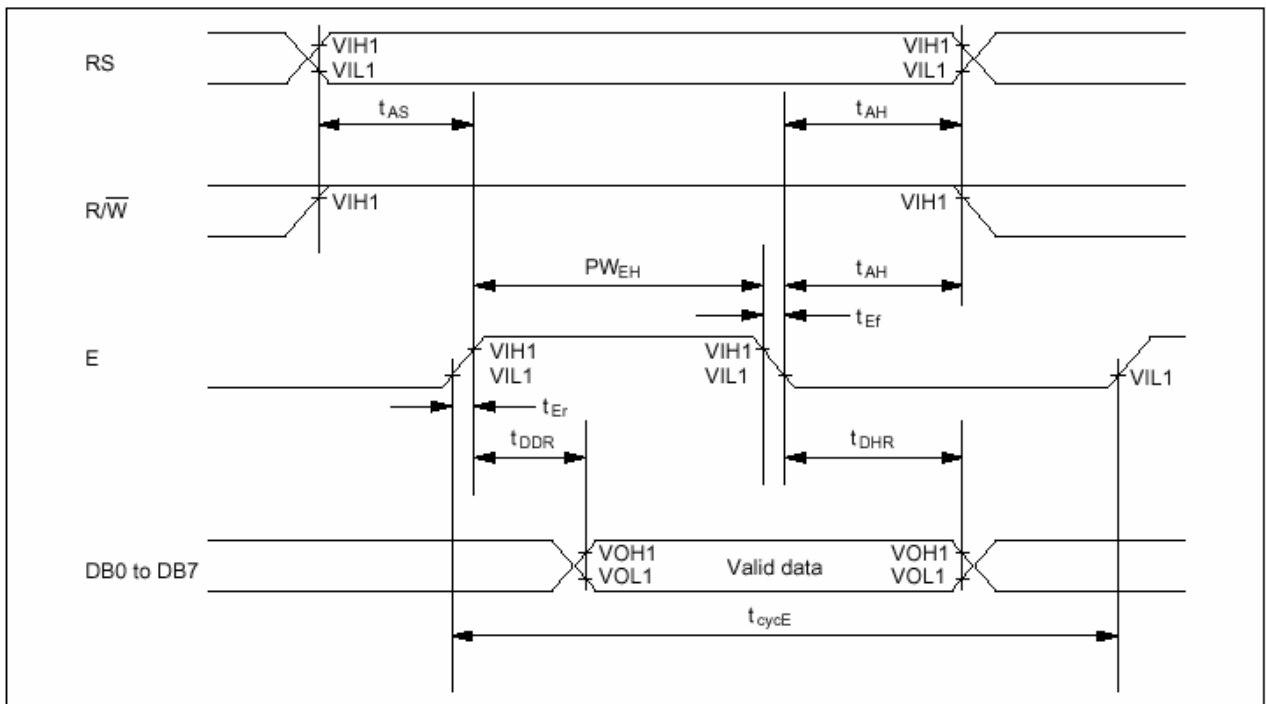 RS
VIH1
VIL1
VIH1
VIL1
tAS
tAH
R/W̅
VIH1
VIH1
PWEH
tAH
tEf
E
VIH1
VIL1
VIH1
VIL1
VIL1
tEr
tDDR
tDHR
DB0 to DB7
VOH1
VOL1
Valid data
VOH1
VOL1
tcycE